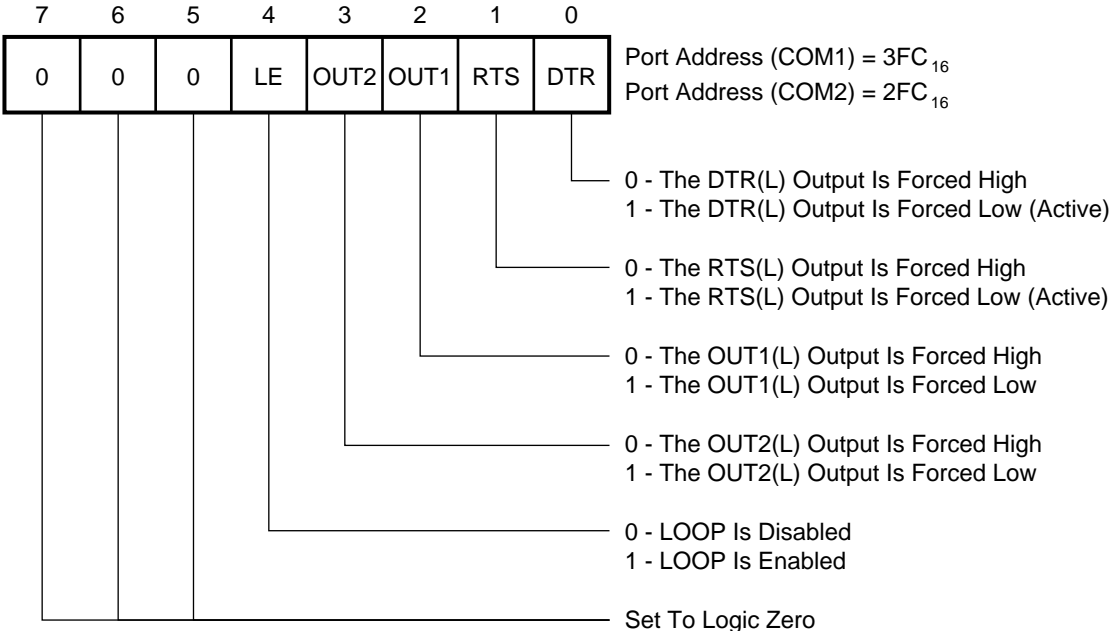 7 6 5 4 3 2 1 0
0 0 0 LE OUT2 OUT1 RTS DTR
Port Address (COM1) = 3FC16
Port Address (COM2) = 2FC16
0 - The DTR(L) Output Is Forced High
1 - The DTR(L) Output Is Forced Low (Active)
0 - The RTS(L) Output Is Forced High
1 - The RTS(L) Output Is Forced Low (Active)
0 - The OUT1(L) Output Is Forced High
1 - The OUT1(L) Output Is Forced Low
0 - The OUT2(L) Output Is Forced High
1 - The OUT2(L) Output Is Forced Low
0 - LOOP Is Disabled
1 - LOOP Is Enabled
Set To Logic Zero